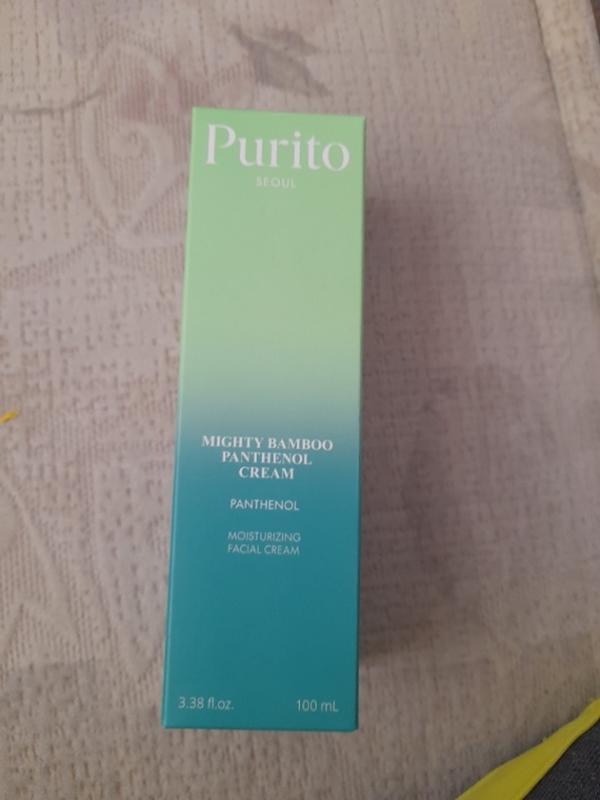 Purito
SEOUL
MIGHTY BAMBOO
PANTHENOL
CREAM
PANTHENOL
MOISTURIZING
FACIAL CREAM
3.38 fl.oz. 100 mL